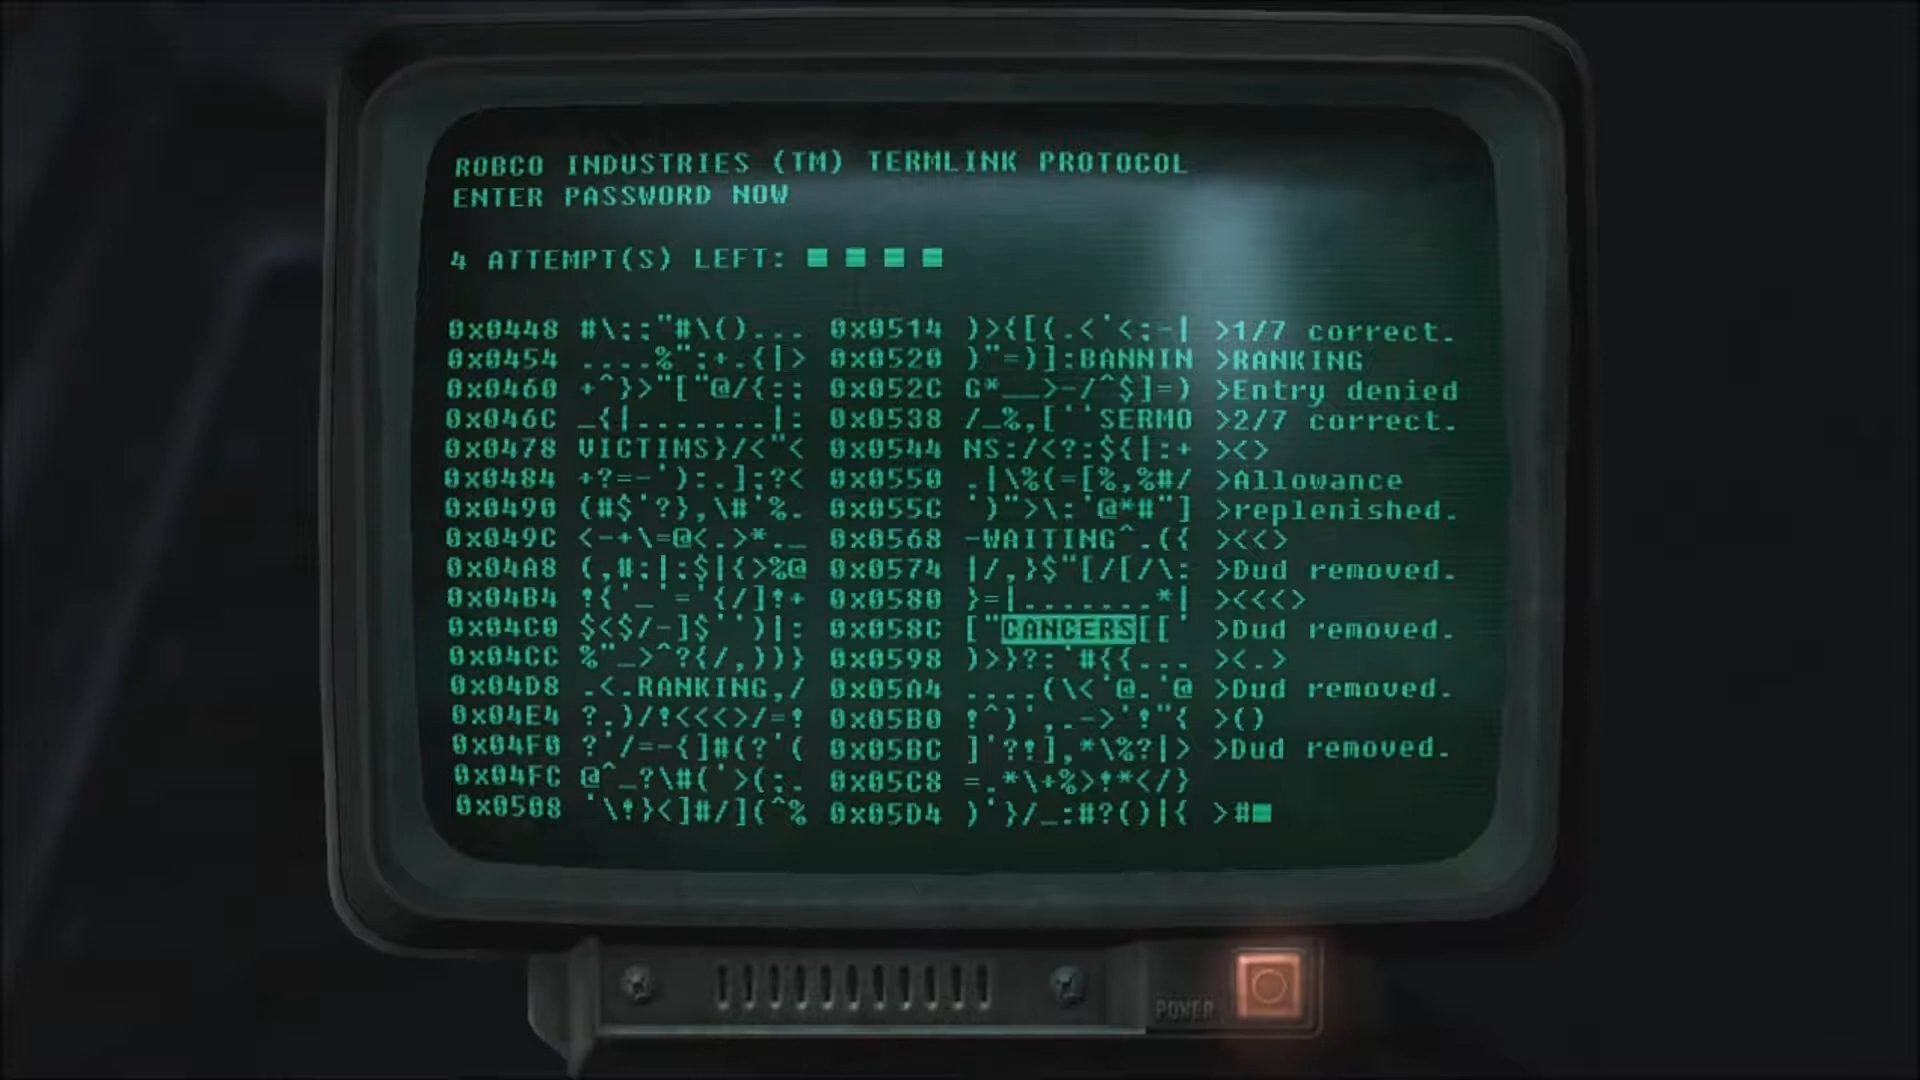 ROBCO INDUSTRIES (TM) TERMLINK PROTOCOL
ENTER PASSWORD NOW
4 ATTEMPT(S) LEFT: ■ ■ ■ ■
0x0448 #\;:"#\()... 0x0514 )>{[(.<'<;-| >1/7 correct.
0x0454 ....%";+.{|> 0x0520 )"=)]:BANNIN >RANKING
0x0460 +^}>"["@/{:; 0x052C G*__>-/^$]=) >Entry denied
0x046C _{|.......|: 0x0538 /_%,[''SERMO >2/7 correct.
0x0478 VICTIMS}/<"< 0x0544 NS:/<?:${|:+ ><>
0x0484 +?=-'):.];?< 0x0550 .|\%(=[%,%#/ >Allowance
0x0490 (#$'?},\#'%. 0x055C ')">\:'@*#"] >replenished.
0x049C <-+\=@<.>*._ 0x0568 -WAITING^.({ ><<>
0x04A8 (,#:|:$|{>%@ 0x0574 |/,}$"[/[/\: >Dud removed.
0x04B4 !{'_'='{/]!+ 0x0580 }=|.......*| ><<<>
0x04C0 $<$/-]$'')|: 0x058C ["CANCERS[[' >Dud removed.
0x04CC %"_>^?{/,))} 0x0598 )>}?:'#{{... ><.>
0x04D8 .<.RANKING,/ 0x05A4 ....(\<'@.'@ >Dud removed.
0x04E4 ?.)/!<<<>/=! 0x05B0 !^)',.->'!"{ >()
0x04F0 ?'/=-{]#(?'( 0x05BC ]'?!],*\%?|> >Dud removed.
0x04FC @^_?\#('>(;. 0x05C8 =.*\+%>!*</}
0x0508 '\!}<]#/](^% 0x05D4 )'}/_:#?()|{ >#■
POWER